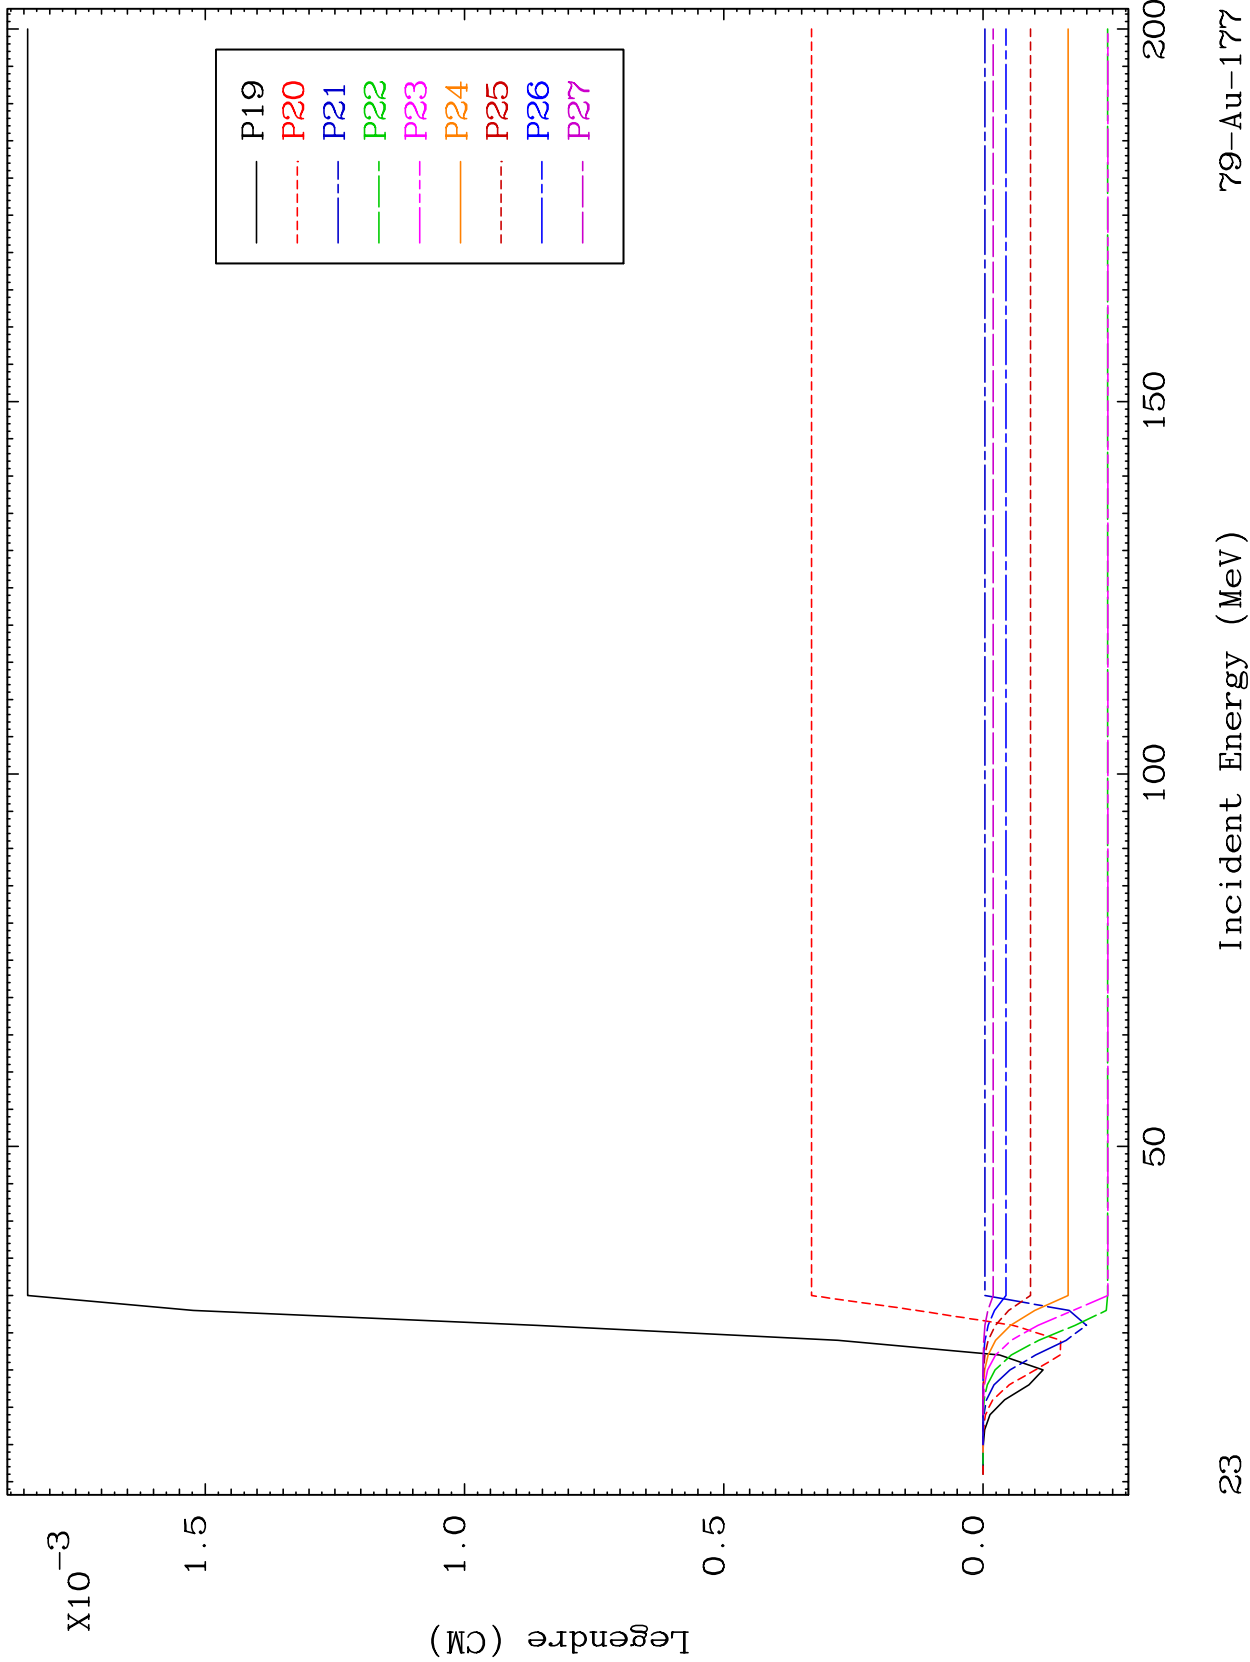 X10-3
Legendre (CM)
1.5
1.0
0.5
0.0
P19
P20
P21
P22
P23
P24
P25
P26
P27
50
100
150
200
Incident Energy (MeV)
23
79-Au-177